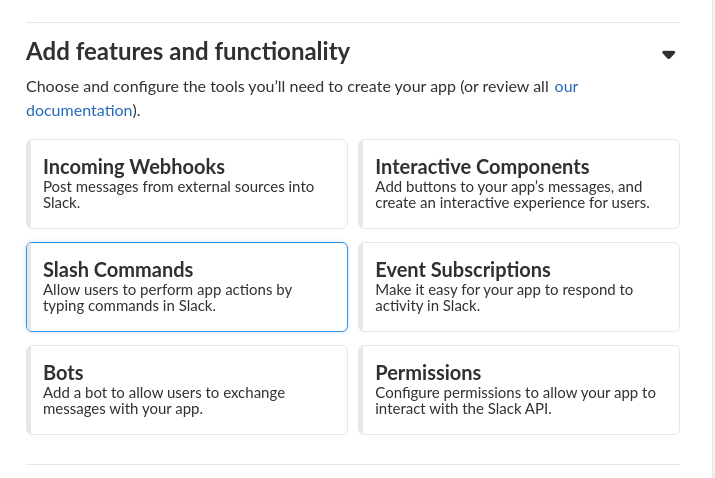 Add features and functionality
Choose and configure the tools you'll need to create your app (or review all our
documentation).
Incoming Webhooks
Post messages from external sources into
Slack.
Interactive Components
Add buttons to your app's messages, and
create an interactive experience for users.
Slash Commands
Allow users to perform app actions by
typing commands in Slack.
Event Subscriptions
Make it easy for your app to respond to
activity in Slack.
Bots
Add a bot to allow users to exchange
messages with your app.
Permissions
Configure permissions to allow your app to
interact with the Slack API.